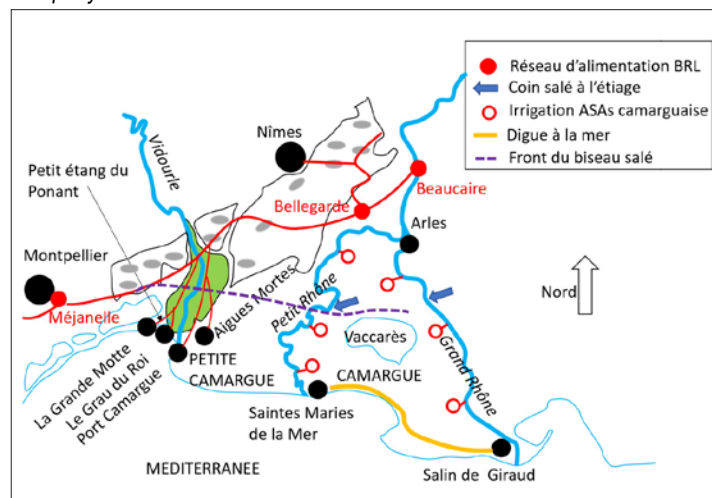 Réseau d'alimentation BRL
Coin salé à l'étiage
Irrigation ASAs camarguaise
Digue à la mer
Front du biseau salé
Nîmes
Vidourle
Petit étang du
Ponant
Beaucaire
Bellegarde
Arles
Montpellier
Méjanelle
Nord
Aigues Mortes
Petit Rhône
Vaccarès
Grand Rhône
La Grande Motte
Le Grau du Roi
Port Camargue
PETITE
CAMARGUE
CAMARGUE
Saintes Maries
de la Mer
Salin de Giraud
MEDITERRANEE